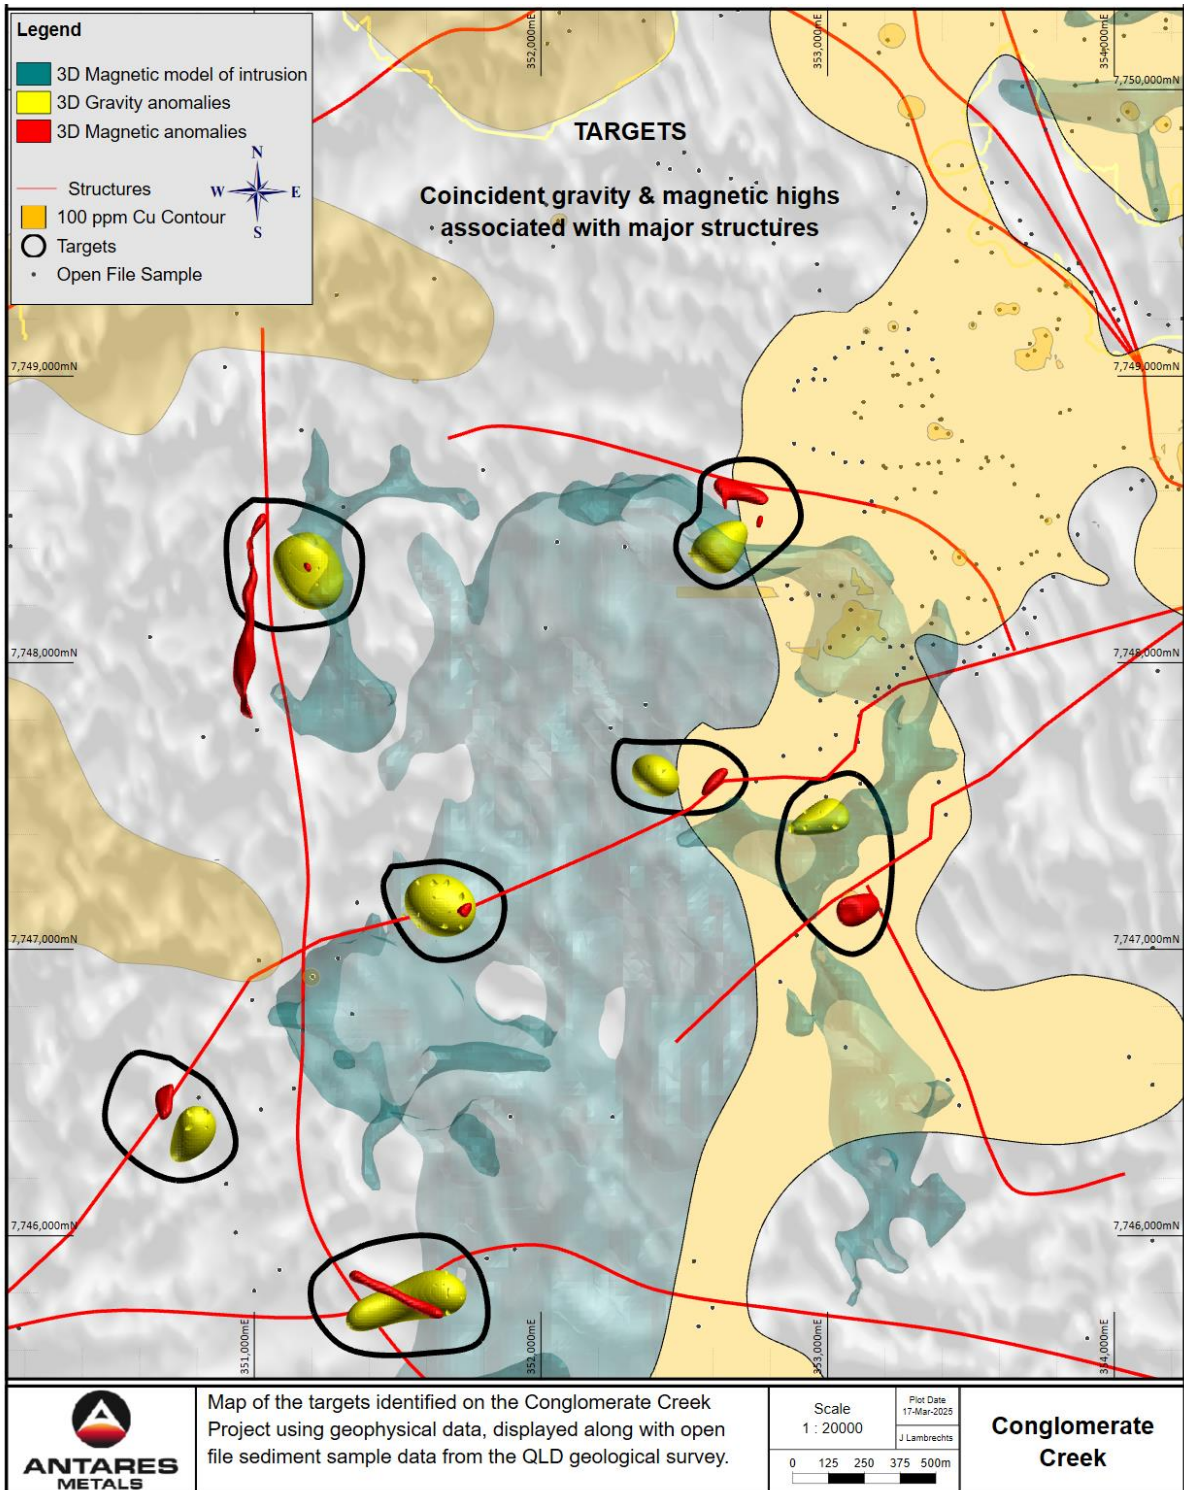 Legend
3D Magnetic model of intrusion
3D Gravity anomalies
3D Magnetic anomalies
N
W E
S
Structures
100 ppm Cu Contour
Targets
Open File Sample
352,000mE
353,000mE
354,000mE
7,750,000mN
TARGETS
Coincident gravity & magnetic highs
associated with major structures
7,749,000mN
7,749,000mN
7,748,000mN
7,748,000mN
7,747,000mN
7,747,000mN
7,746,000mN
7,746,000mN
351,000mE
352,000mE
353,000mE
354,000mE
ANTARES
METALS
Map of the targets identified on the Conglomerate Creek
Project using geophysical data, displayed along with open
file sediment sample data from the QLD geological survey.
Scale
1 : 20000
Plot Date
17-Mar-2025
J Lambrechts
0 125 250 375 500m
Conglomerate
Creek